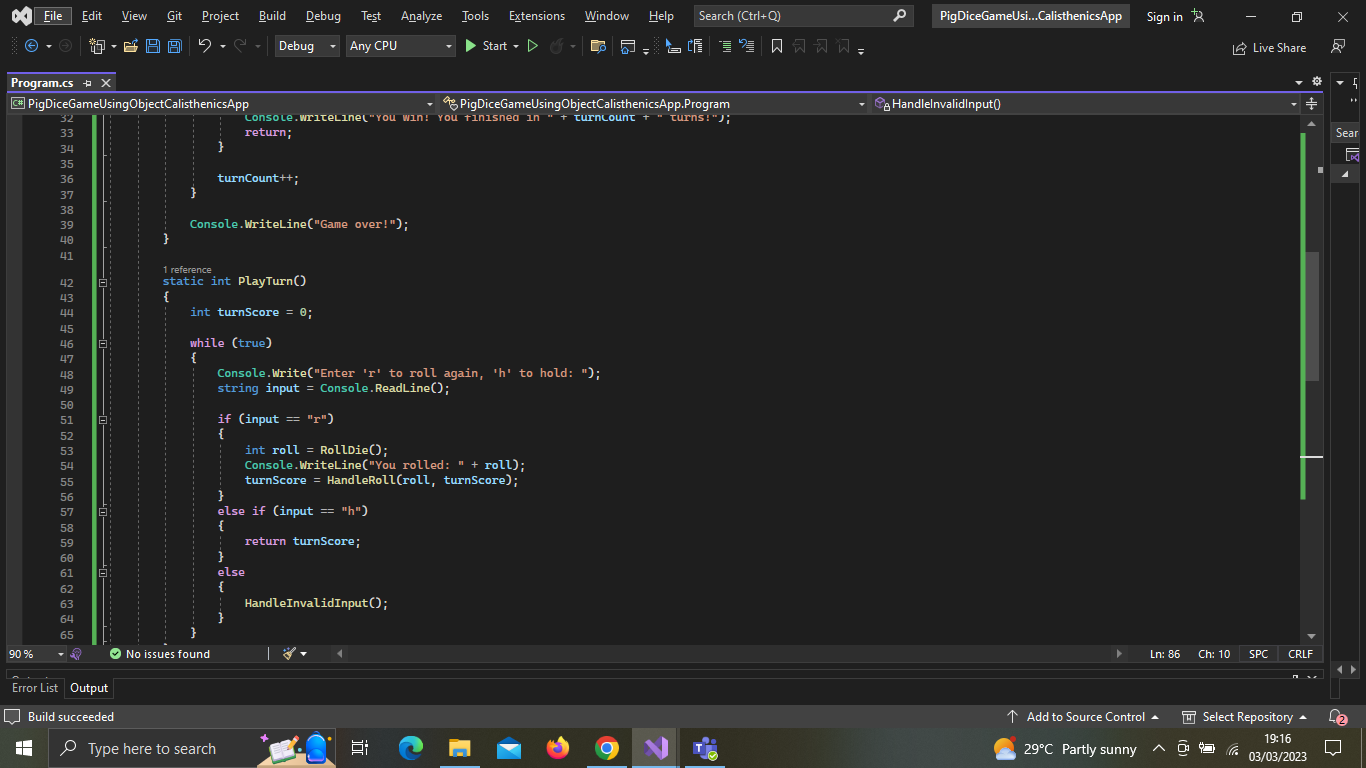 File Edit View Git Project Build Debug Test Analyze Tools Extensions Window Help Search (Ctrl+Q) PigDiceGameUsi...CalisthenicsApp Sign in
Debug Any CPU Start Live Share
Program.cs
C# PigDiceGameUsingObjectCalisthenicsApp PigDiceGameUsingObjectCalisthenicsApp.Program HandleInvalidInput()
32 Console.WriteLine("You win! You finished in " + turnCount + " turns!");
33 return;
34 }
35
36 turnCount++;
37 }
38
39 Console.WriteLine("Game over!");
40 }
41
1 reference
42 static int PlayTurn()
43 {
44 int turnScore = 0;
45
46 while (true)
47 {
48 Console.Write("Enter 'r' to roll again, 'h' to hold: ");
49 string input = Console.ReadLine();
50
51 if (input == "r")
52 {
53 int roll = RollDie();
54 Console.WriteLine("You rolled: " + roll);
55 turnScore = HandleRoll(roll, turnScore);
56 }
57 else if (input == "h")
58 {
59 return turnScore;
60 }
61 else
62 {
63 HandleInvalidInput();
64 }
65 }
Sear
90 % No issues found Ln: 86 Ch: 10 SPC CRLF
Error List Output
Build succeeded Add to Source Control Select Repository 2
Type here to search 29°C Partly sunny 19:16
03/03/2023